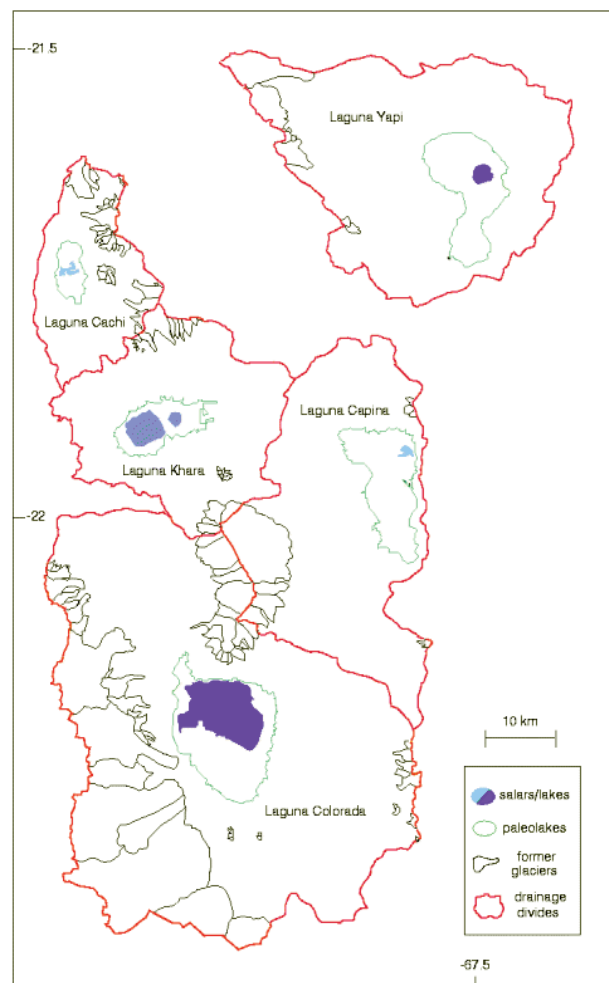 -21.5
Laguna Yapi
Laguna Cachi
Laguna Capina
Laguna Khara
-22
10 km
salars/lakes
Laguna Colorada
paleolakes
former
glaciers
drainage
divides
-67.5